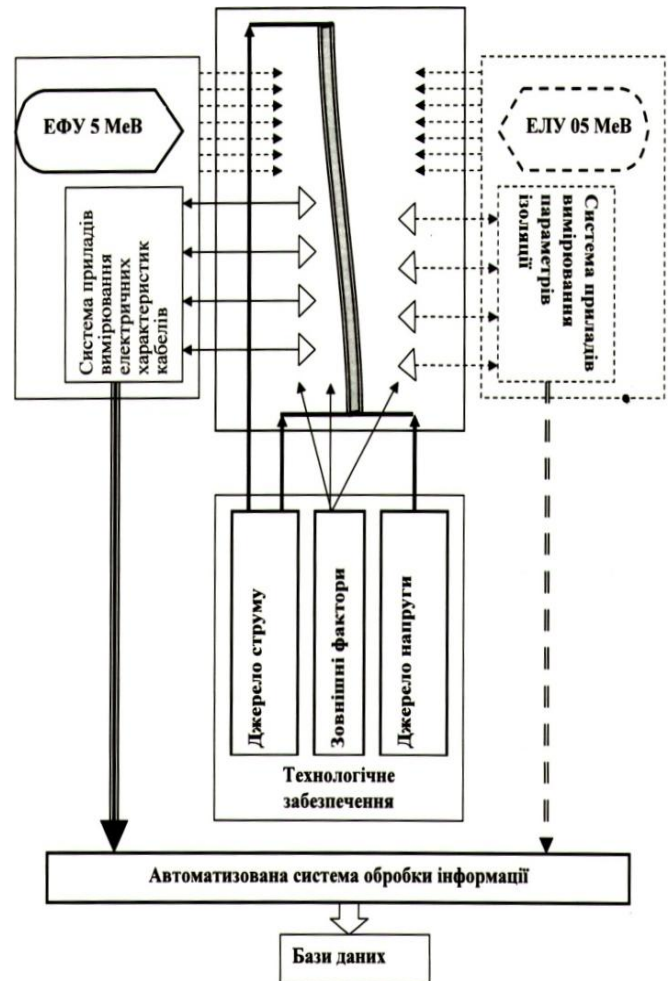 ЕФУ 5 МеВ
ЕЛУ 05 МеВ
Система приладів
вимірювання
електричних
характеристик
кабелів
Система приладів
вимірювання
параметрів
ізоляції
Джерело струму
Зовнішні фактори
Джерело напруги
Технологічне
забезпечення
Автоматизована система обробки інформації
Бази даних